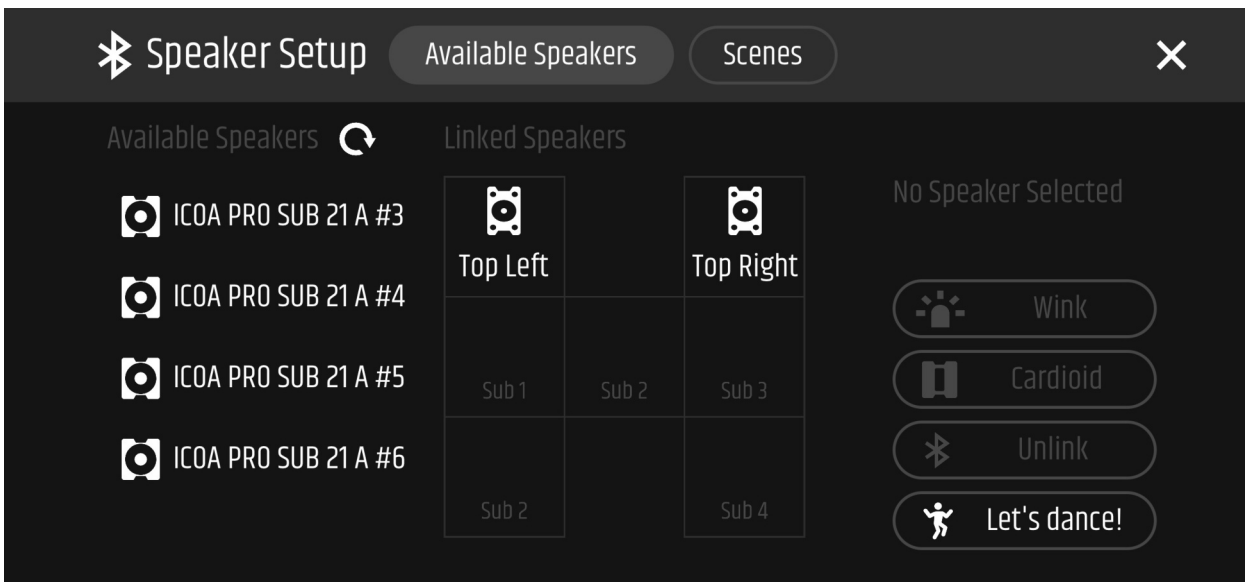 Speaker Setup
Available Speakers
Scenes
Available Speakers
Linked Speakers
ICOA PRO SUB 21 A #3
ICOA PRO SUB 21 A #4
ICOA PRO SUB 21 A #5
ICOA PRO SUB 21 A #6
Top Left
Top Right
Sub 1
Sub 2
Sub 3
Sub 2
Sub 4
No Speaker Selected
Wink
Cardioid
Unlink
Let's dance!